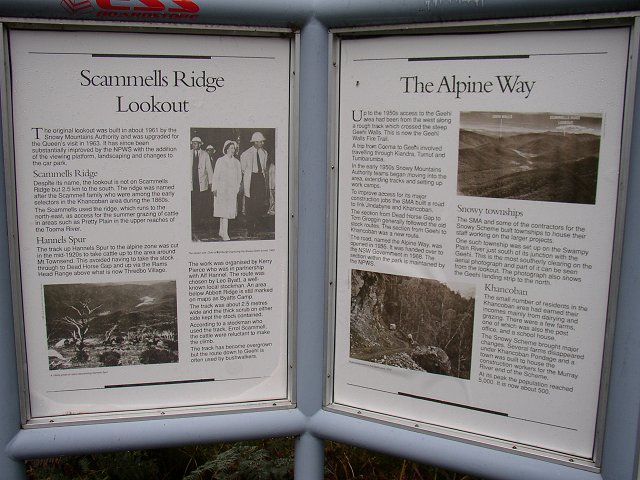 Scammells Ridge
Lookout
The original lookout was built in about 1961 by the
Snowy Mountains Authority and was upgraded for
the Queen's visit in 1963. It has since been
substantially improved by the NPWS with the addition
of the viewing platform, landscaping and changes to
the car park.
Scammells Ridge
Despite its name, the lookout is not on Scammells
Ridge but 2.5 km to the south. The ridge was named
after the Scammell family who were among the early
selectors in the Khancoban area during the 1860s.
The Scammells used the ridge, which runs to the
north-east, as access for the summer grazing of cattle
in areas such as Pretty Plain in the upper reaches of
the Tooma River.
Hannels Spur
The track up Hannels Spur to the alpine zone was cut
in the mid-1920s to take cattle up to the area around
Mt Townsend. This avoided having to take the stock
through to Dead Horse Gap and up via the Rams
Head Range above what is now Thredbo Village.
The work was organised by Kerry
Pierce who was in partnership
with Alf Hannel. The route was
chosen by Leo Byatt, a well-
known local stockman. An area
below Abbott Ridge is still marked
on maps as Byatts Camp.
The track was about 2.5 metres
wide and the thick scrub on either
side kept the stock contained.
According to a stockman who
used the track, Errol Scammell,
the cattle were reluctant to make
the climb.
The track has become overgrown
but the route down to Geehi is
often used by bushwalkers.
The Alpine Way
Up to the 1950s access to the Geehi
area had been from the west along
a rough track which crossed the steep
Geehi Walls. This is now the Geehi
Walls Fire Trail.
A trip from Cooma to Geehi involved
travelling through Kiandra, Tumut and
Tumbarumba.
In the early 1950s Snowy Mountains
Authority teams began moving into the
area, extending tracks and setting up
work camps.
To improve access for its major
construction jobs the SMA built a road
to link Jindabyne and Khancoban.
The section from Dead Horse Gap to
Tom Groggin generally followed the old
stock routes. The section from Geehi to
Khancoban was a new route.
The road, named the Alpine Way, was
opened in 1955. It was handed over to
the NSW Government in 1968. The
section within the park is maintained by
the NPWS.
Snowy townships
The SMA and some of the contractors for the
Snowy Scheme built townships to house their
staff working on the larger projects.
One such township was set up on the Swampy
Plain River just south of its junction with the
Geehi. This is the most southerly clearing on the
river flats and part of it can be seen
from the lookout. The photograph also shows
the Geehi landing strip to the north.
Khancoban
The small number of residents in the
Khancoban area had earned their
incomes mainly from dairying and
grazing. There were a few farms,
one of which was also the post
office, and a school house.
The Snowy Scheme brought major
changes. Several farms disappeared
under Khancoban Pondage and a
town was built to house the
construction workers for the Murray
River end of the Scheme.
At its peak the population reached
5,000. It is now about 500.